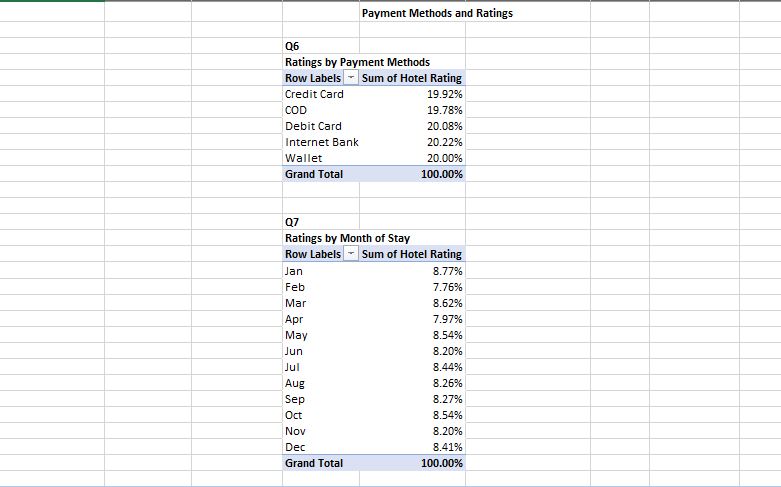 Payment Methods and Ratings
Q6
Ratings by Payment Methods
Row Labels Sum of Hotel Rating
Credit Card 19.92%
COD 19.78%
Debit Card 20.08%
Internet Bank 20.22%
Wallet 20.00%
Grand Total 100.00%
Q7
Ratings by Month of Stay
Row Labels Sum of Hotel Rating
Jan 8.77%
Feb 7.76%
Mar 8.62%
Apr 7.97%
May 8.54%
Jun 8.20%
Jul 8.44%
Aug 8.26%
Sep 8.27%
Oct 8.54%
Nov 8.20%
Dec 8.41%
Grand Total 100.00%